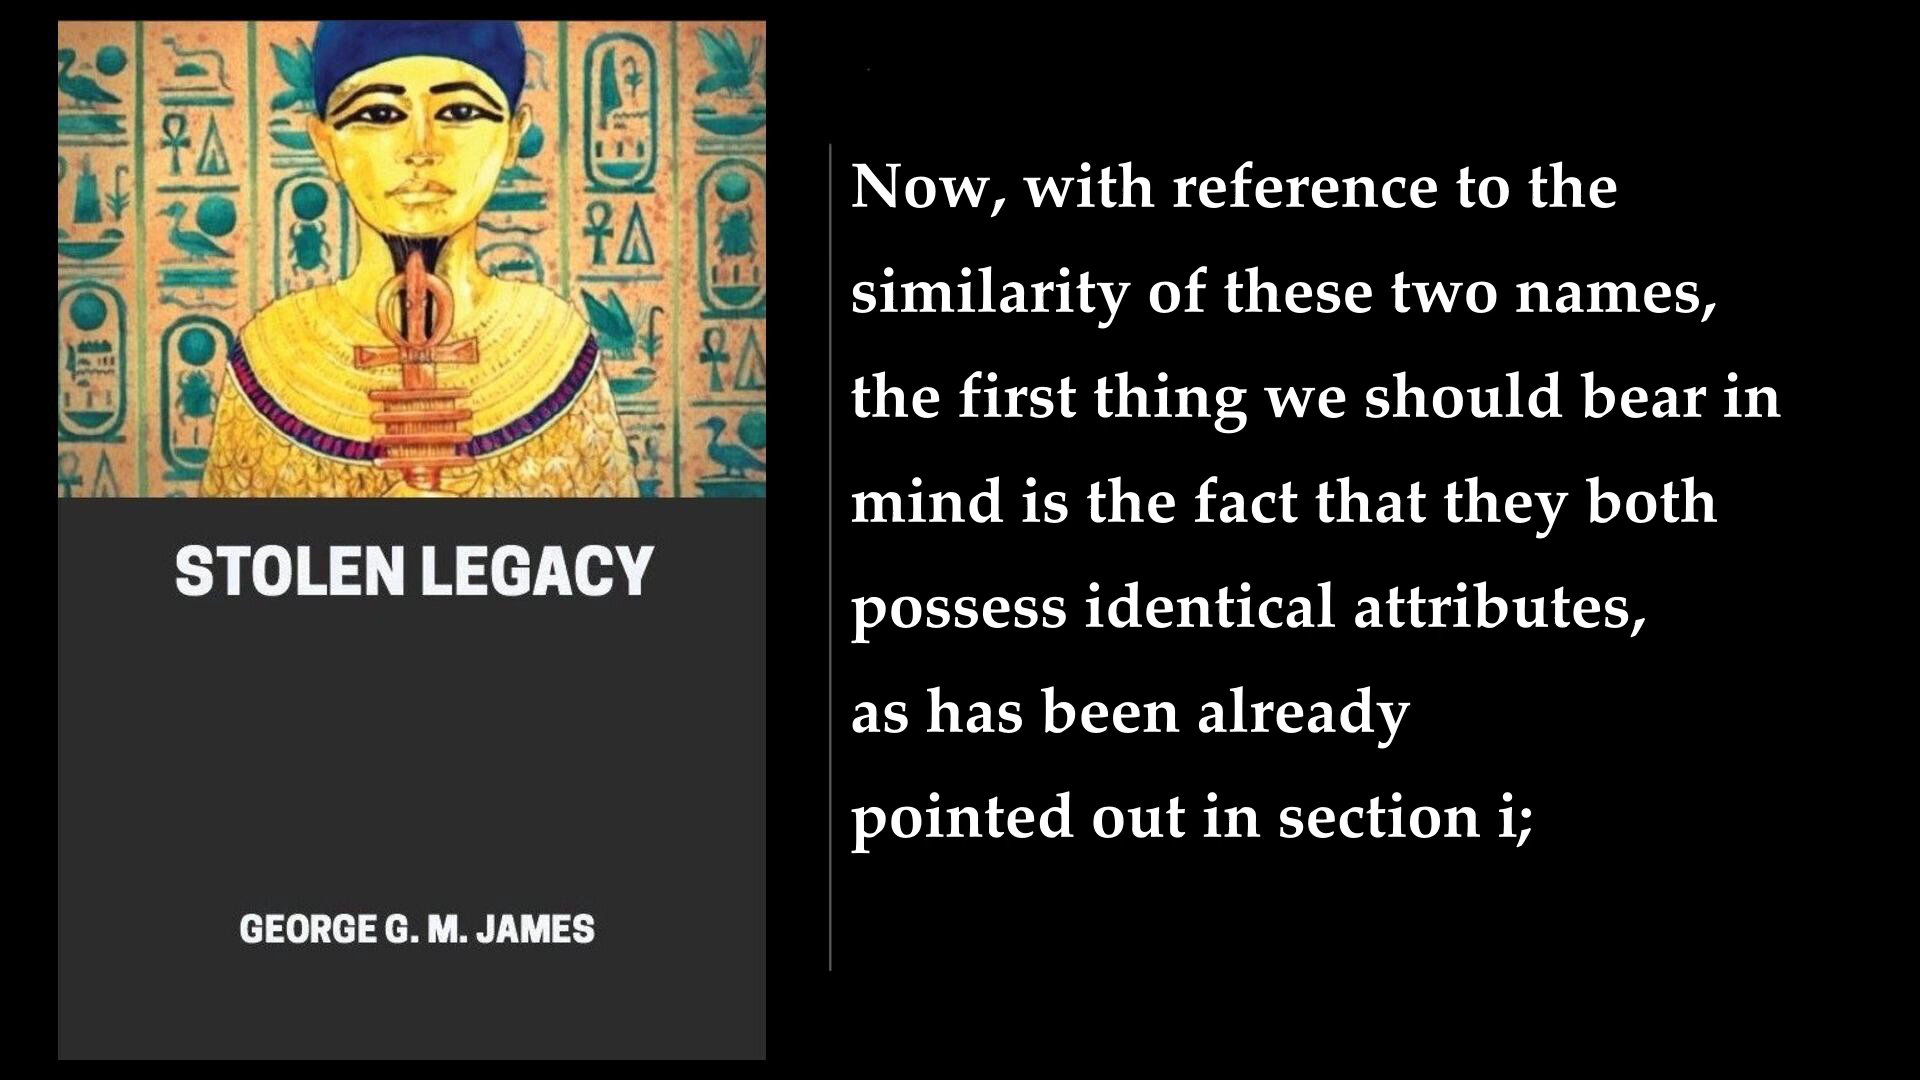 STOLEN LEGACY
GEORGE G. M. JAMES
Now, with reference to the
similarity of these two names,
the first thing we should bear in
mind is the fact that they both
possess identical attributes,
as has been already
pointed out in section i;